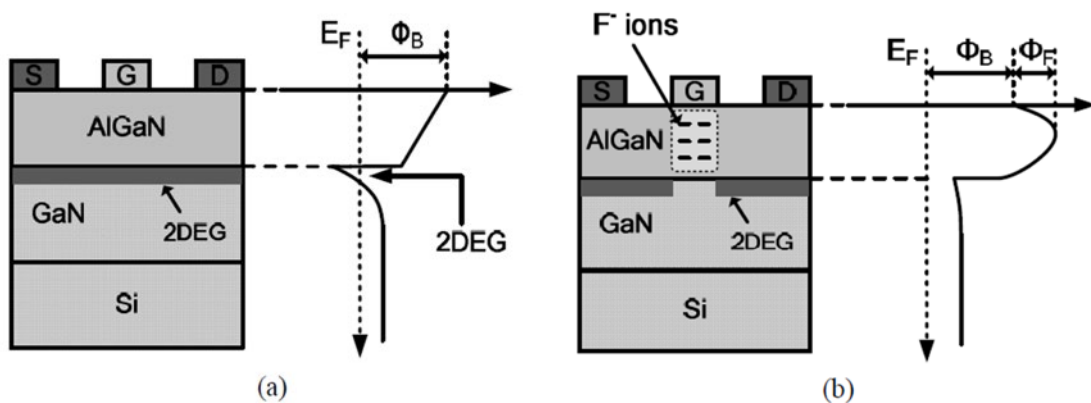 E_F Φ_B
S G D
AlGaN
GaN
2DEG
2DEG
Si
(a)
F⁻ ions
E_F Φ_B Φ_F
S G D
AlGaN
GaN
2DEG
Si
(b)